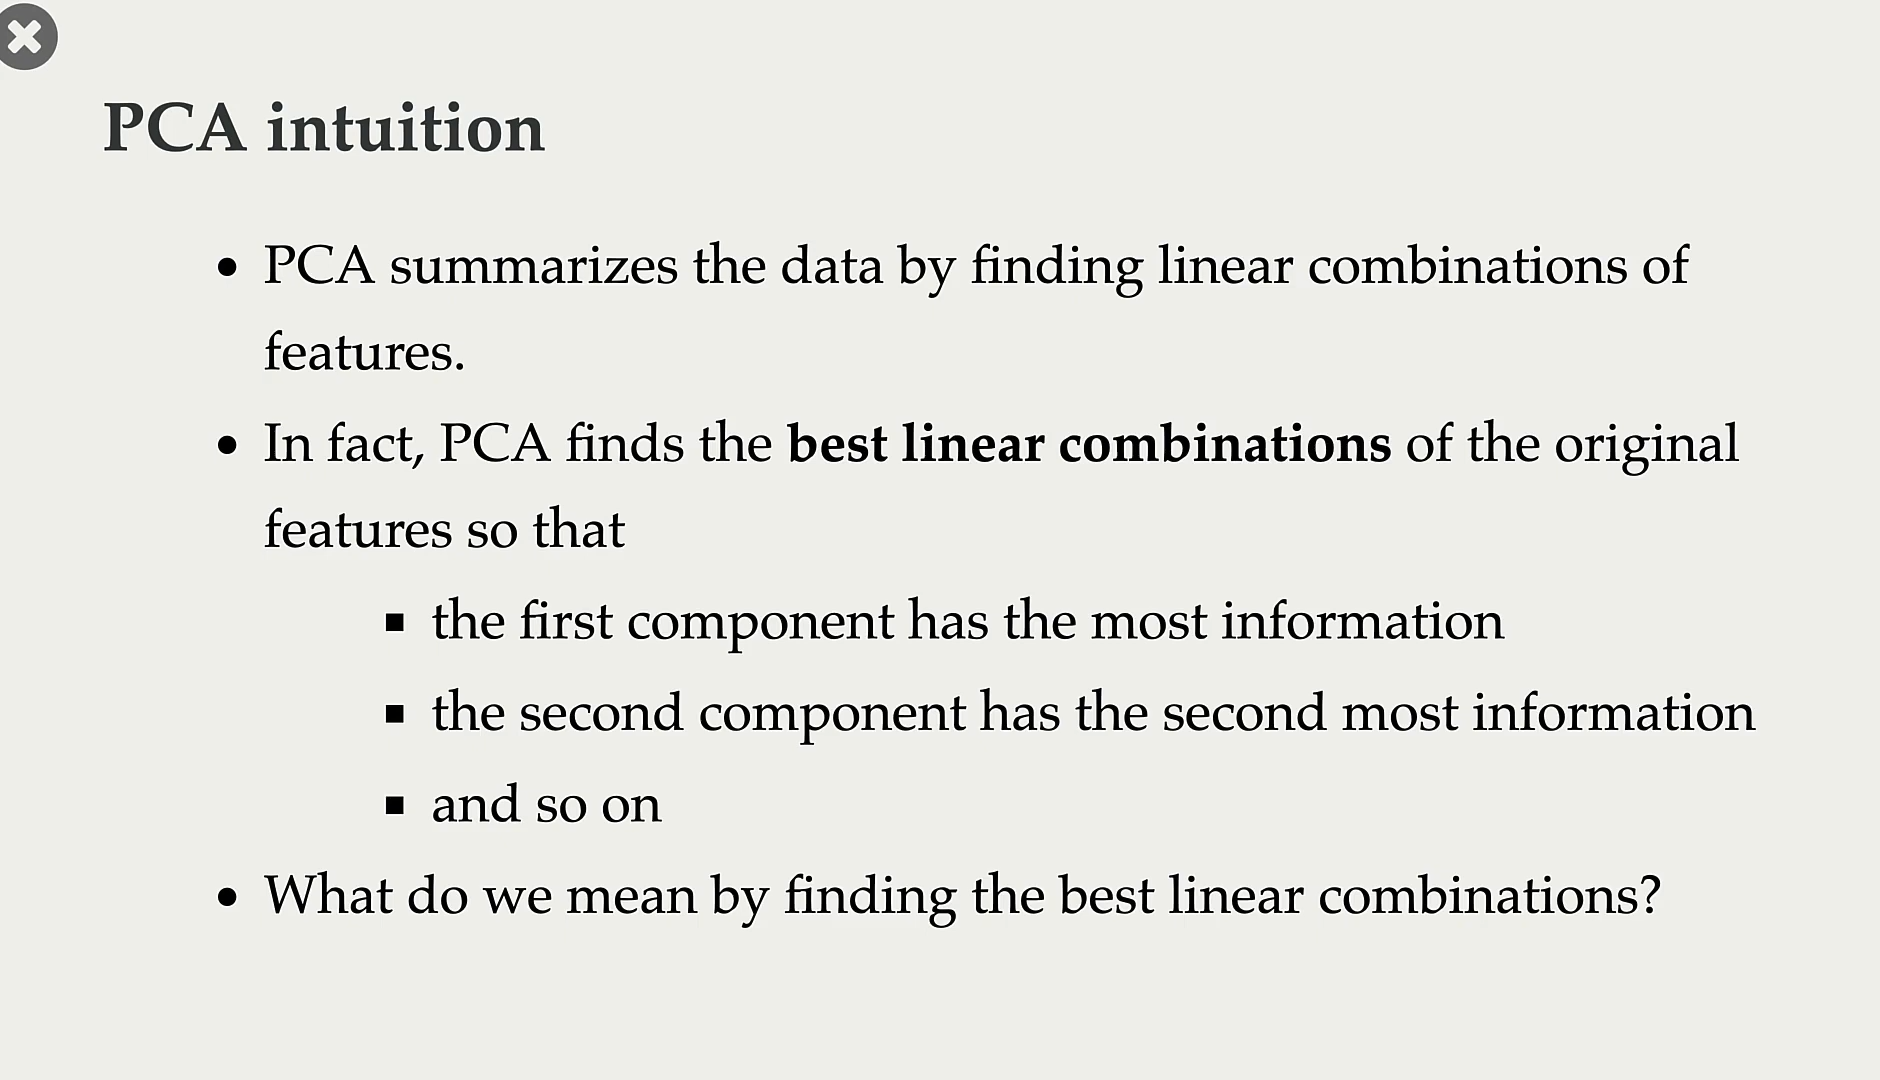 PCA intuition
• PCA summarizes the data by finding linear combinations of
features.
• In fact, PCA finds the best linear combinations of the original
features so that
▪ the first component has the most information
▪ the second component has the second most information
▪ and so on
• What do we mean by finding the best linear combinations?